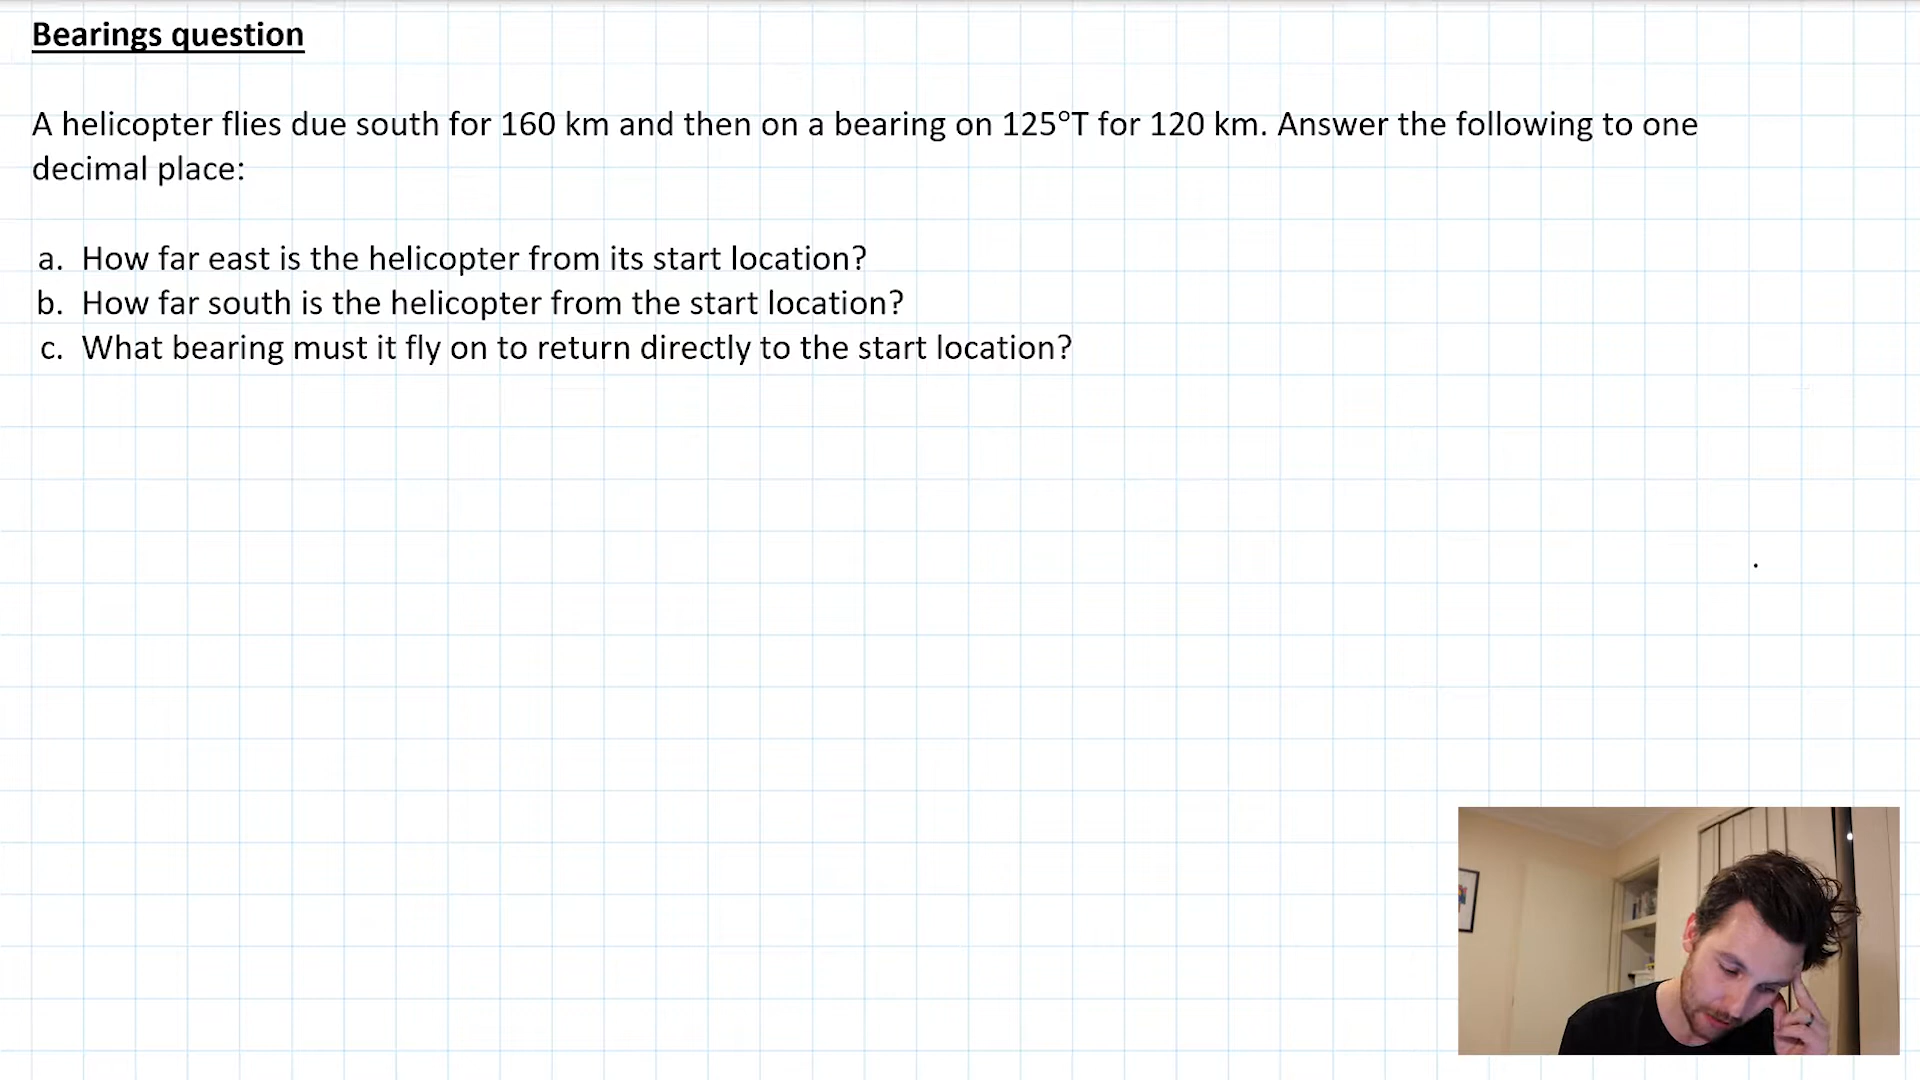 Bearings question
A helicopter flies due south for 160 km and then on a bearing on 125°T for 120 km. Answer the following to one
decimal place:
a. How far east is the helicopter from its start location?
b. How far south is the helicopter from the start location?
c. What bearing must it fly on to return directly to the start location?